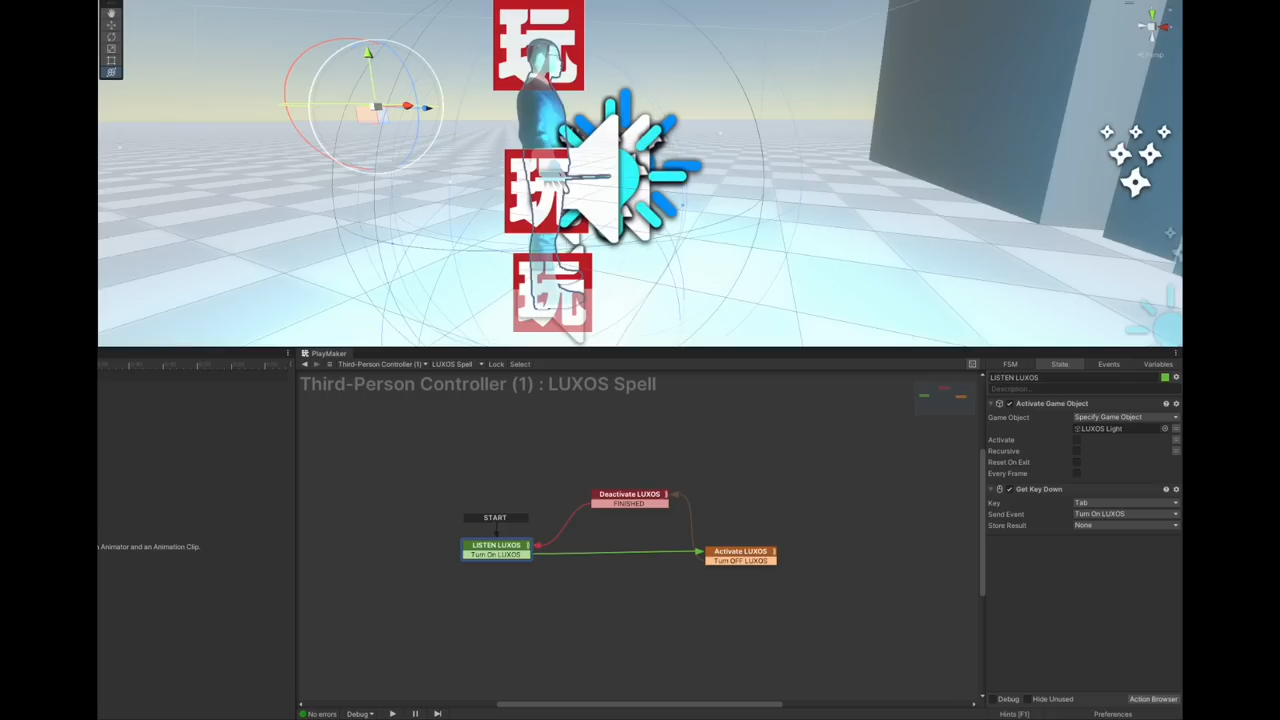 玩
Persp
玩
玩
PlayMaker
Third-Person Controller (1) LUXOS Spell Lock Select
Third-Person Controller (1) : LUXOS Spell
START
LISTEN LUXOS
Turn On LUXOS
Deactivate LUXOS
FINISHED
Activate LUXOS
Turn OFF LUXOS
n Animator and an Animation Clip.
No errors Debug
FSM State Events Variables
LISTEN LUXOS
Description...
Activate Game Object
Game Object Specify Game Object
LUXOS Light
Activate
Recursive
Reset On Exit
Every Frame
Get Key Down
Key Tab
Send Event Turn On LUXOS
Store Result None
Debug Hide Unused Action Browser
Hints [F1] Preferences